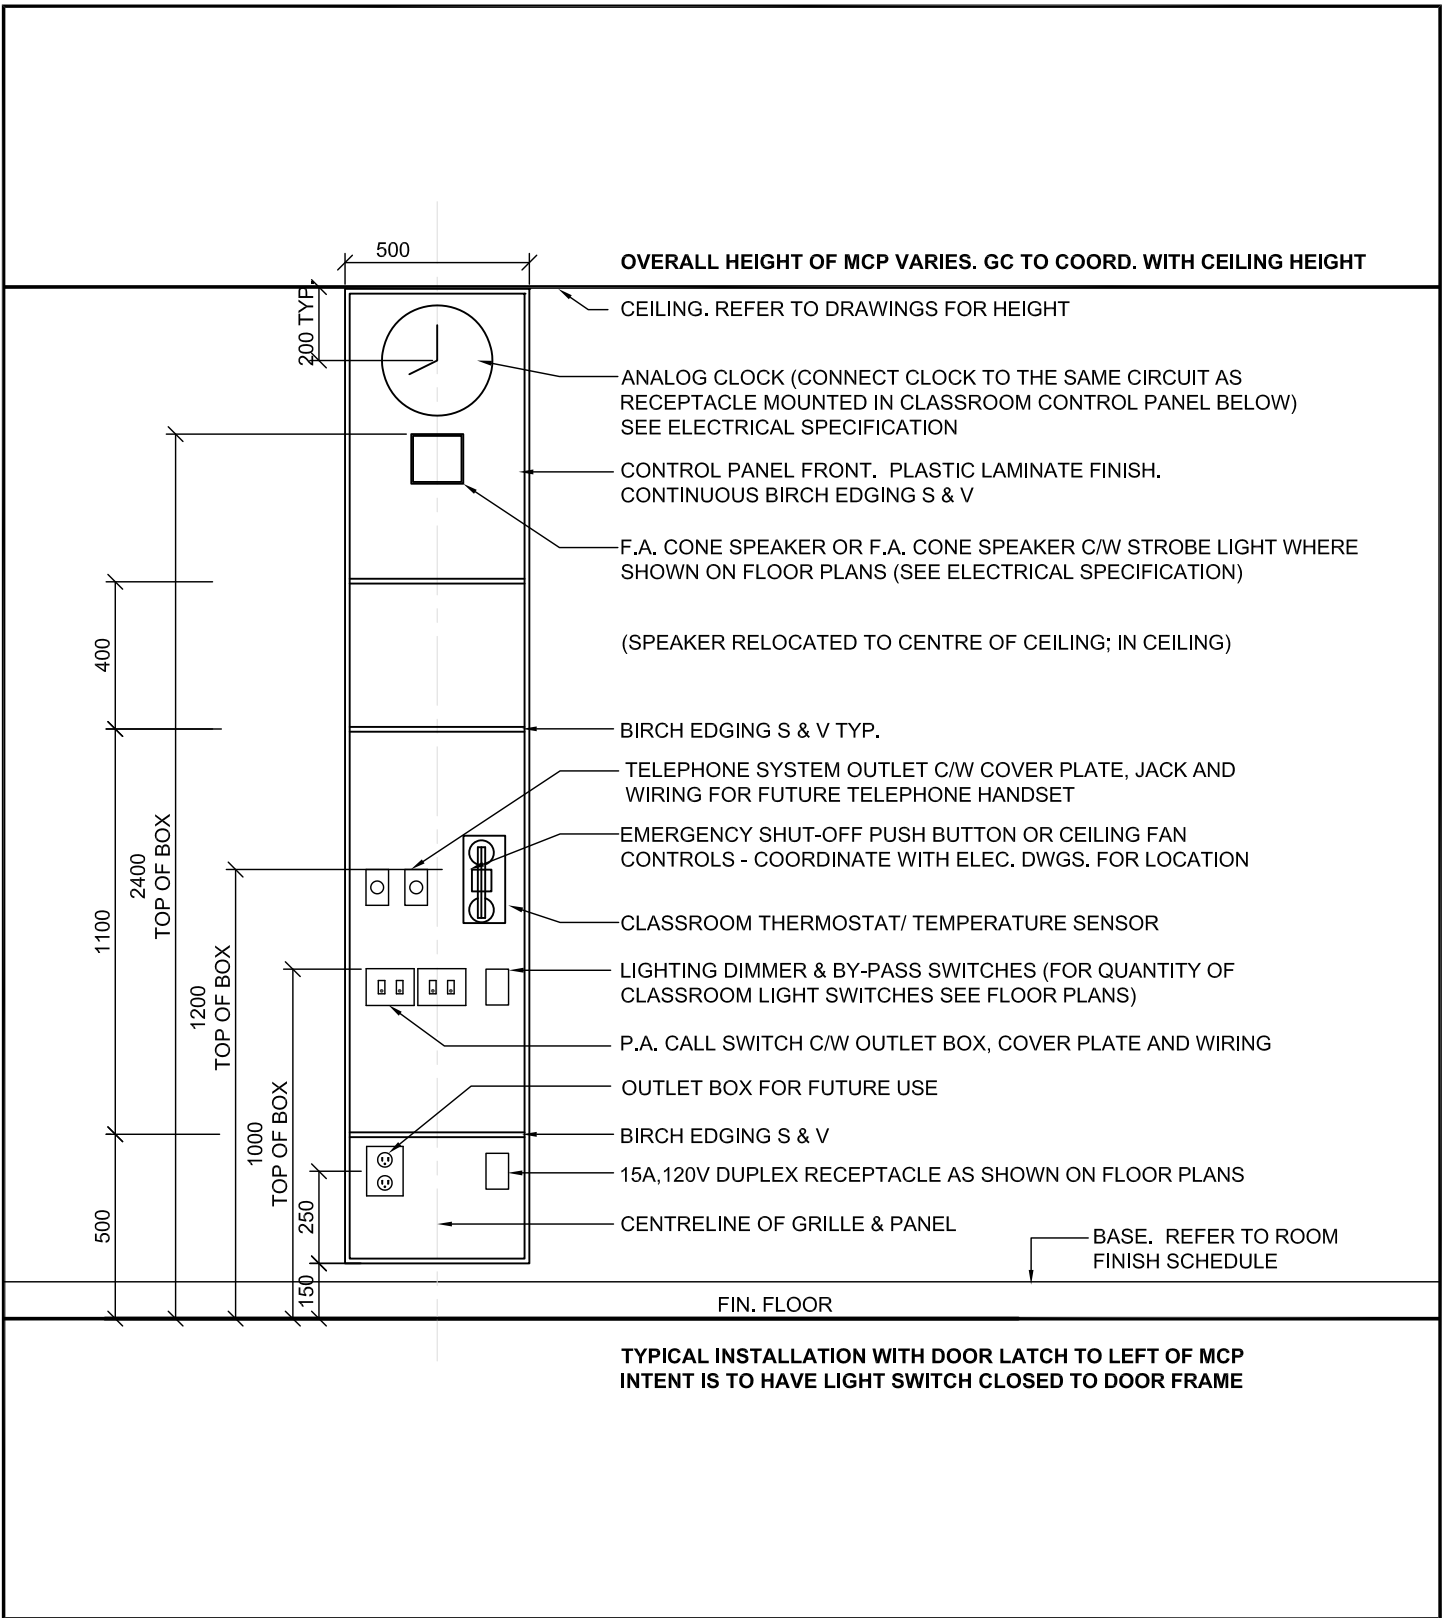 500
OVERALL HEIGHT OF MCP VARIES. GC TO COORD. WITH CEILING HEIGHT
200 TYP.
CEILING. REFER TO DRAWINGS FOR HEIGHT
ANALOG CLOCK (CONNECT CLOCK TO THE SAME CIRCUIT AS
RECEPTACLE MOUNTED IN CLASSROOM CONTROL PANEL BELOW)
SEE ELECTRICAL SPECIFICATION
CONTROL PANEL FRONT. PLASTIC LAMINATE FINISH.
CONTINUOUS BIRCH EDGING S & V
F.A. CONE SPEAKER OR F.A. CONE SPEAKER C/W STROBE LIGHT WHERE
SHOWN ON FLOOR PLANS (SEE ELECTRICAL SPECIFICATION)
400
(SPEAKER RELOCATED TO CENTRE OF CEILING; IN CEILING)
BIRCH EDGING S & V TYP.
TELEPHONE SYSTEM OUTLET C/W COVER PLATE, JACK AND
WIRING FOR FUTURE TELEPHONE HANDSET
EMERGENCY SHUT-OFF PUSH BUTTON OR CEILING FAN
CONTROLS - COORDINATE WITH ELEC. DWGS. FOR LOCATION
2400
TOP OF BOX
1100
CLASSROOM THERMOSTAT/ TEMPERATURE SENSOR
LIGHTING DIMMER & BY-PASS SWITCHES (FOR QUANTITY OF
CLASSROOM LIGHT SWITCHES SEE FLOOR PLANS)
1200
TOP OF BOX
P.A. CALL SWITCH C/W OUTLET BOX, COVER PLATE AND WIRING
OUTLET BOX FOR FUTURE USE
1000
TOP OF BOX
BIRCH EDGING S & V
15A,120V DUPLEX RECEPTACLE AS SHOWN ON FLOOR PLANS
500
250
CENTRELINE OF GRILLE & PANEL
BASE. REFER TO ROOM
FINISH SCHEDULE
150
FIN. FLOOR
TYPICAL INSTALLATION WITH DOOR LATCH TO LEFT OF MCP
INTENT IS TO HAVE LIGHT SWITCH CLOSED TO DOOR FRAME